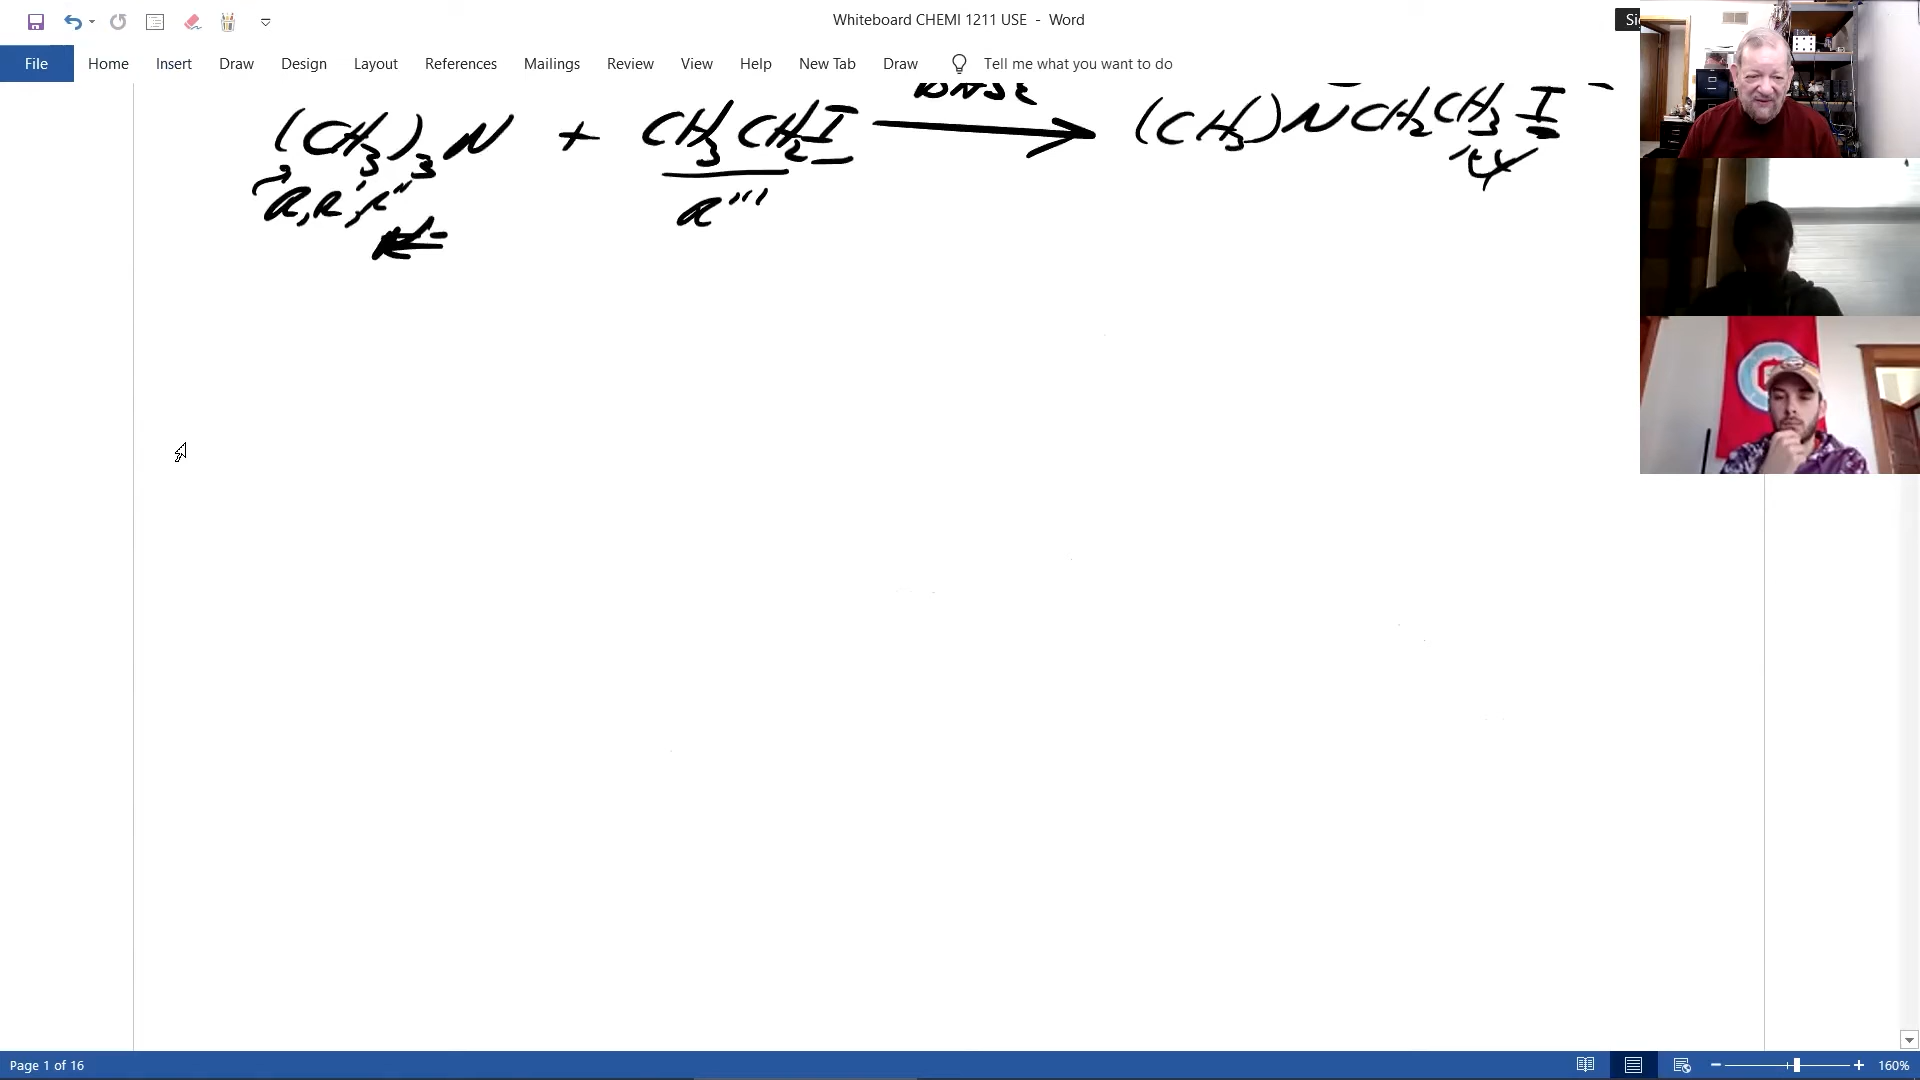 Whiteboard CHEMI 1211 USE - Word
Si
File Home Insert Draw Design Layout References Mailings Review View Help New Tab Draw Tell me what you want to do
(CH₃)₃N + CH₃CH₂I → (CH₃)NCH₂CH₃ I
R, R', R'' R'''
Page 1 of 16 160%